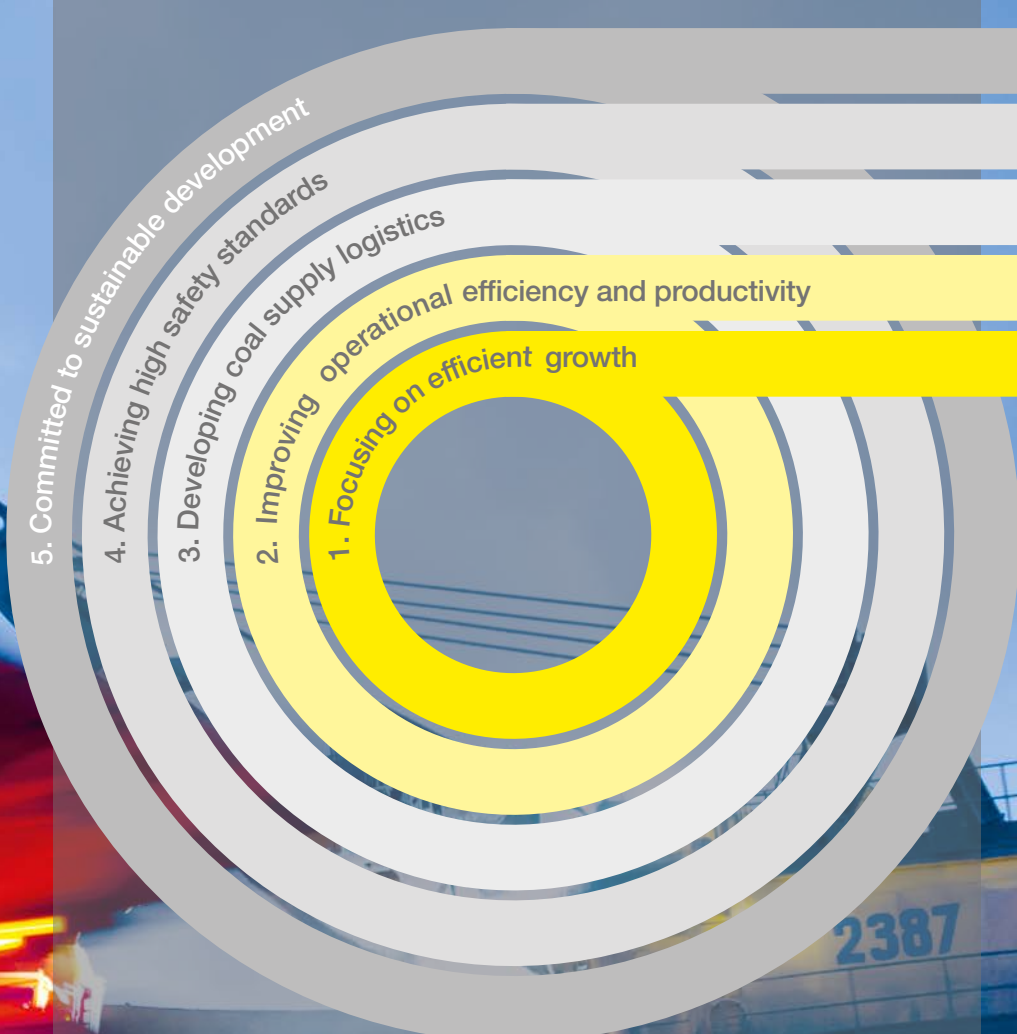 5. Committed to sustainable development
4. Achieving high safety standards
3. Developing coal supply logistics
2. Improving operational efficiency and productivity
1. Focusing on efficient growth
2387